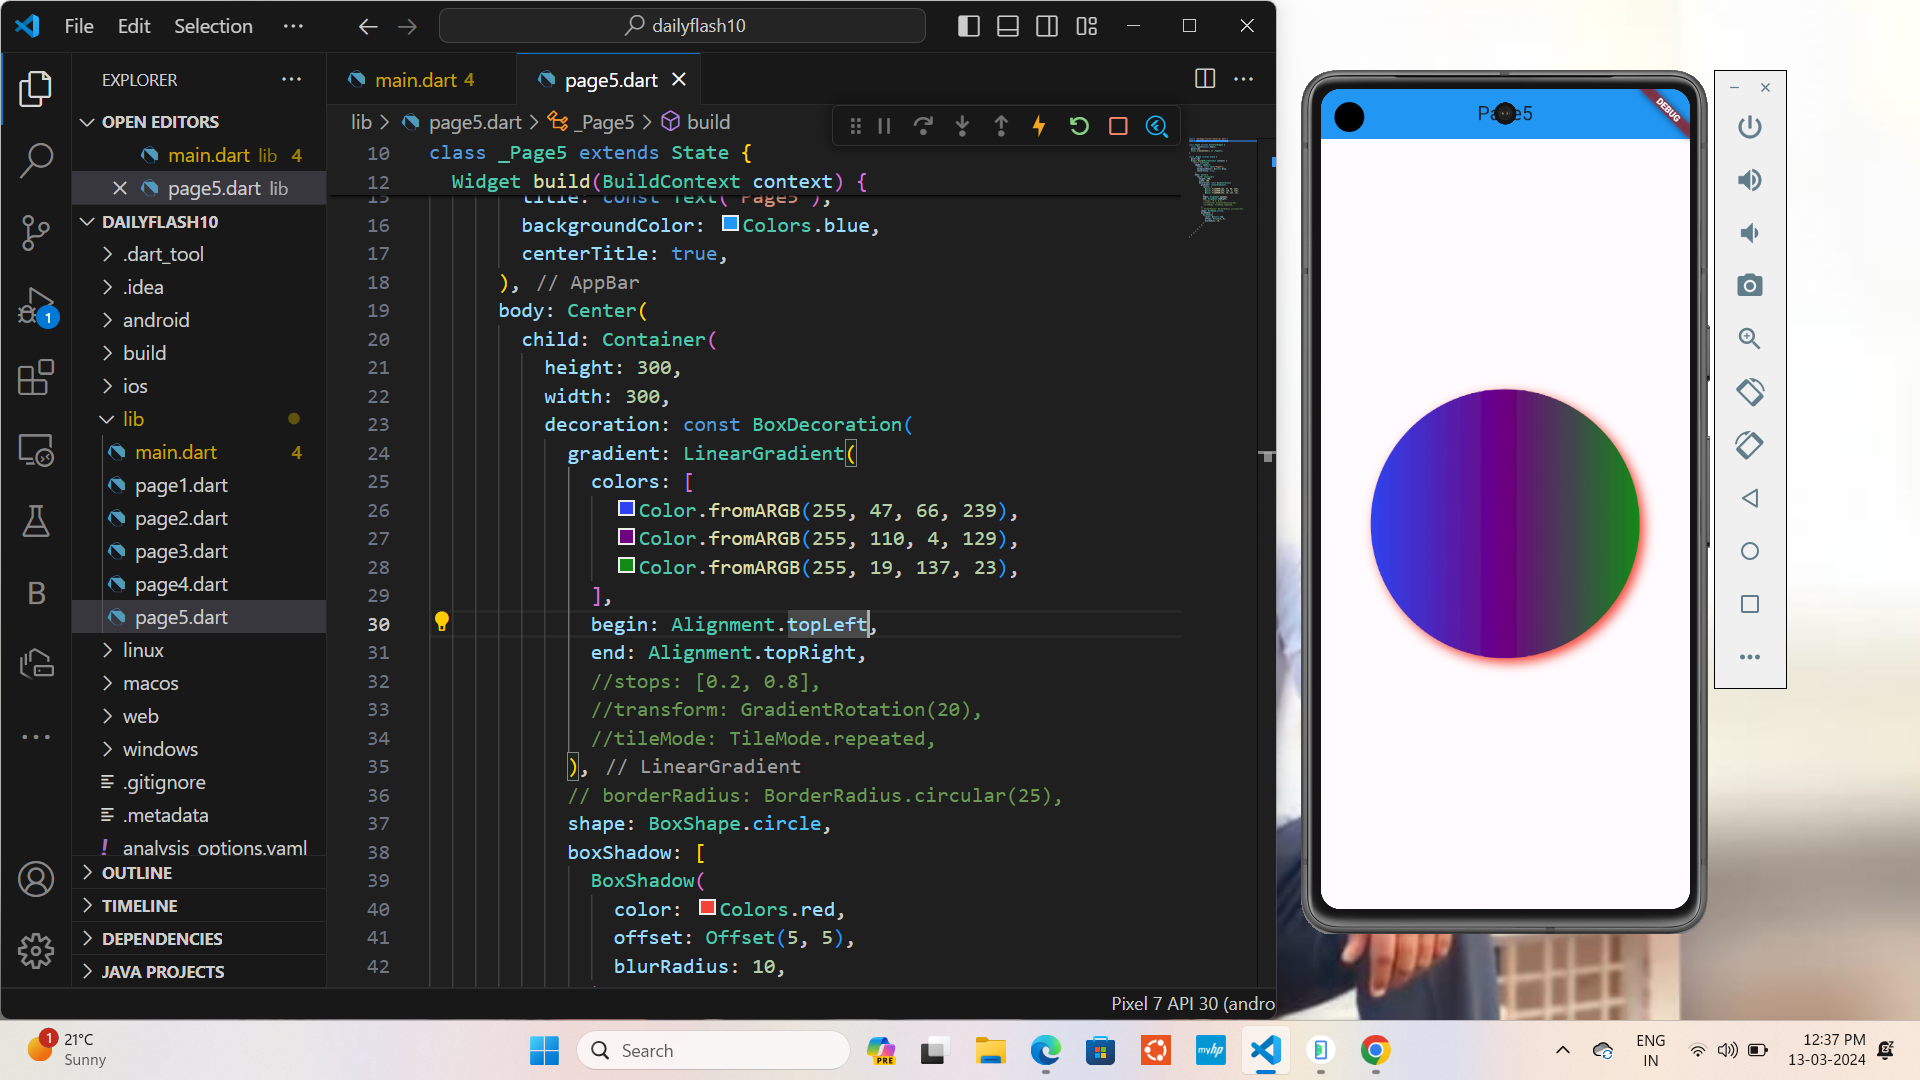 File Edit Selection ··· dailyflash10
EXPLORER
main.dart 4
page5.dart
OPEN EDITORS
main.dart lib 4
page5.dart lib
DAILYFLASH10
.dart_tool
.idea
android
build
ios
lib
main.dart 4
page1.dart
page2.dart
page3.dart
page4.dart
page5.dart
linux
macos
web
windows
.gitignore
.metadata
analysis_options.yaml
OUTLINE
TIMELINE
DEPENDENCIES
JAVA PROJECTS
1
B
lib > page5.dart > _Page5 > build
10 class _Page5 extends State {
12 Widget build(BuildContext context) {
15 title: const Text("Page5"),
16 backgroundColor: Colors.blue,
17 centerTitle: true,
18 ), // AppBar
19 body: Center(
20 child: Container(
21 height: 300,
22 width: 300,
23 decoration: const BoxDecoration(
24 gradient: LinearGradient(
25 colors: [
26 Color.fromARGB(255, 47, 66, 239),
27 Color.fromARGB(255, 110, 4, 129),
28 Color.fromARGB(255, 19, 137, 23),
29 ],
30 begin: Alignment.topLeft,
31 end: Alignment.topRight,
32 //stops: [0.2, 0.8],
33 //transform: GradientRotation(20),
34 //tileMode: TileMode.repeated,
35 ), // LinearGradient
36 // borderRadius: BorderRadius.circular(25),
37 shape: BoxShape.circle,
38 boxShadow: [
39 BoxShadow(
40 color: Colors.red,
41 offset: Offset(5, 5),
42 blurRadius: 10,
Pixel 7 API 30 (andro
Page5
DEBUG
1
21°C
Sunny
Search
PRE
myhp
ENG
IN
12:37 PM
13-03-2024